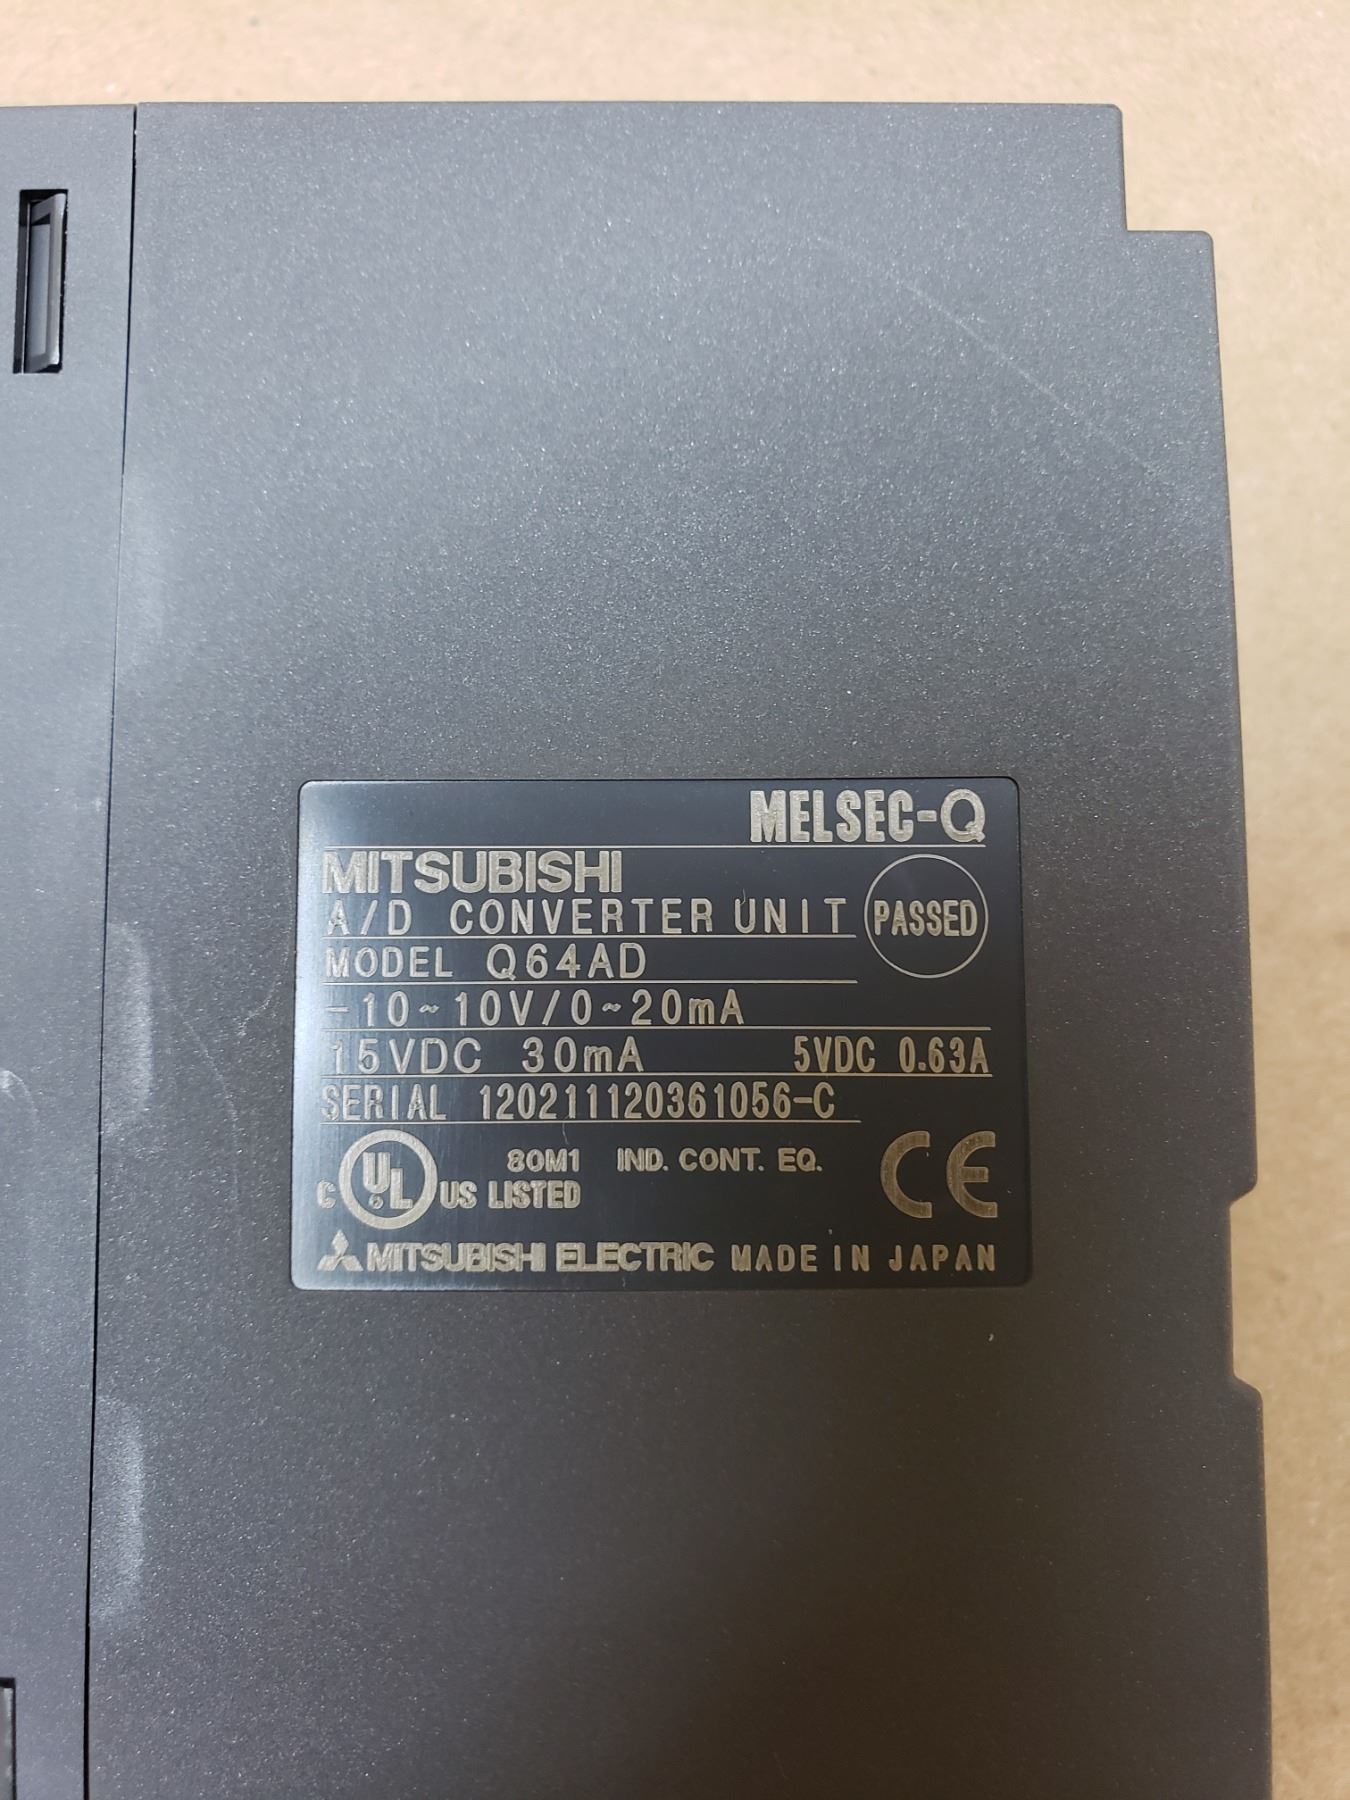 MELSEC-Q
MITSUBISHI
A/D CONVERTER UNIT PASSED
MODEL Q64AD
-10~10V/0~20mA
15VDC 30mA 5VDC 0.63A
SERIAL 120211120361056-C
80M1 IND. CONT. EQ.
C UL US LISTED CE
MITSUBISHI ELECTRIC MADE IN JAPAN